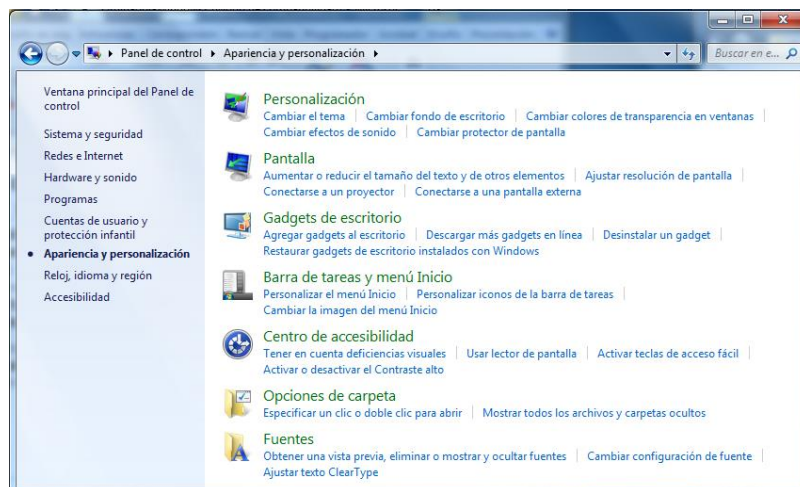 Panel de control ▸ Apariencia y personalización ▸
Buscar en e...
Ventana principal del Panel de
control
Sistema y seguridad
Redes e Internet
Hardware y sonido
Programas
Cuentas de usuario y
protección infantil
Apariencia y personalización
Reloj, idioma y región
Accesibilidad
Personalización
Cambiar el tema | Cambiar fondo de escritorio | Cambiar colores de transparencia en ventanas
Cambiar efectos de sonido | Cambiar protector de pantalla
Pantalla
Aumentar o reducir el tamaño del texto y de otros elementos | Ajustar resolución de pantalla
Conectarse a un proyector | Conectarse a una pantalla externa
Gadgets de escritorio
Agregar gadgets al escritorio | Descargar más gadgets en línea | Desinstalar un gadget
Restaurar gadgets de escritorio instalados con Windows
Barra de tareas y menú Inicio
Personalizar el menú Inicio | Personalizar iconos de la barra de tareas
Cambiar la imagen del menú Inicio
Centro de accesibilidad
Tener en cuenta deficiencias visuales | Usar lector de pantalla | Activar teclas de acceso fácil
Activar o desactivar el Contraste alto
Opciones de carpeta
Especificar un clic o doble clic para abrir | Mostrar todos los archivos y carpetas ocultos
Fuentes
Obtener una vista previa, eliminar o mostrar y ocultar fuentes | Cambiar configuración de fuente
Ajustar texto ClearType